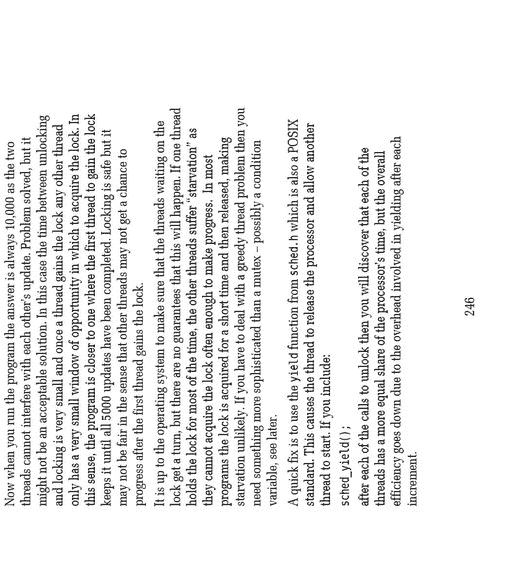 Now when you run the program the answer is always 10,000 as the two
threads cannot interfere with each other's update. Problem solved, but it
might not be an acceptable solution. In this case the time between unlocking
and locking is very small and once a thread gains the lock any other thread
only has a very small window of opportunity in which to acquire the lock. In
this sense, the program is closer to one where the first thread to gain the lock
keeps it until all 5000 updates have been completed. Locking is safe but it
may not be fair in the sense that other threads may not get a chance to
progress after the first thread gains the lock.
It is up to the operating system to make sure that the threads waiting on the
lock get a turn, but there are no guarantees that this will happen. If one thread
holds the lock for most of the time, the other threads suffer “starvation” as
they cannot acquire the lock often enough to make progress. In most
programs the lock is acquired for a short time and then released, making
starvation unlikely. If you have to deal with a greedy thread problem then you
need something more sophisticated than a mutex – possibly a condition
variable, see later.
A quick fix is to use the yield function from sched.h which is also a POSIX
standard. This causes the thread to release the processor and allow another
thread to start. If you include:
sched_yield();
after each of the calls to unlock then you will discover that each of the
threads has a more equal share of the processor's time, but the overall
efficiency goes down due to the overhead involved in yielding after each
increment.
246